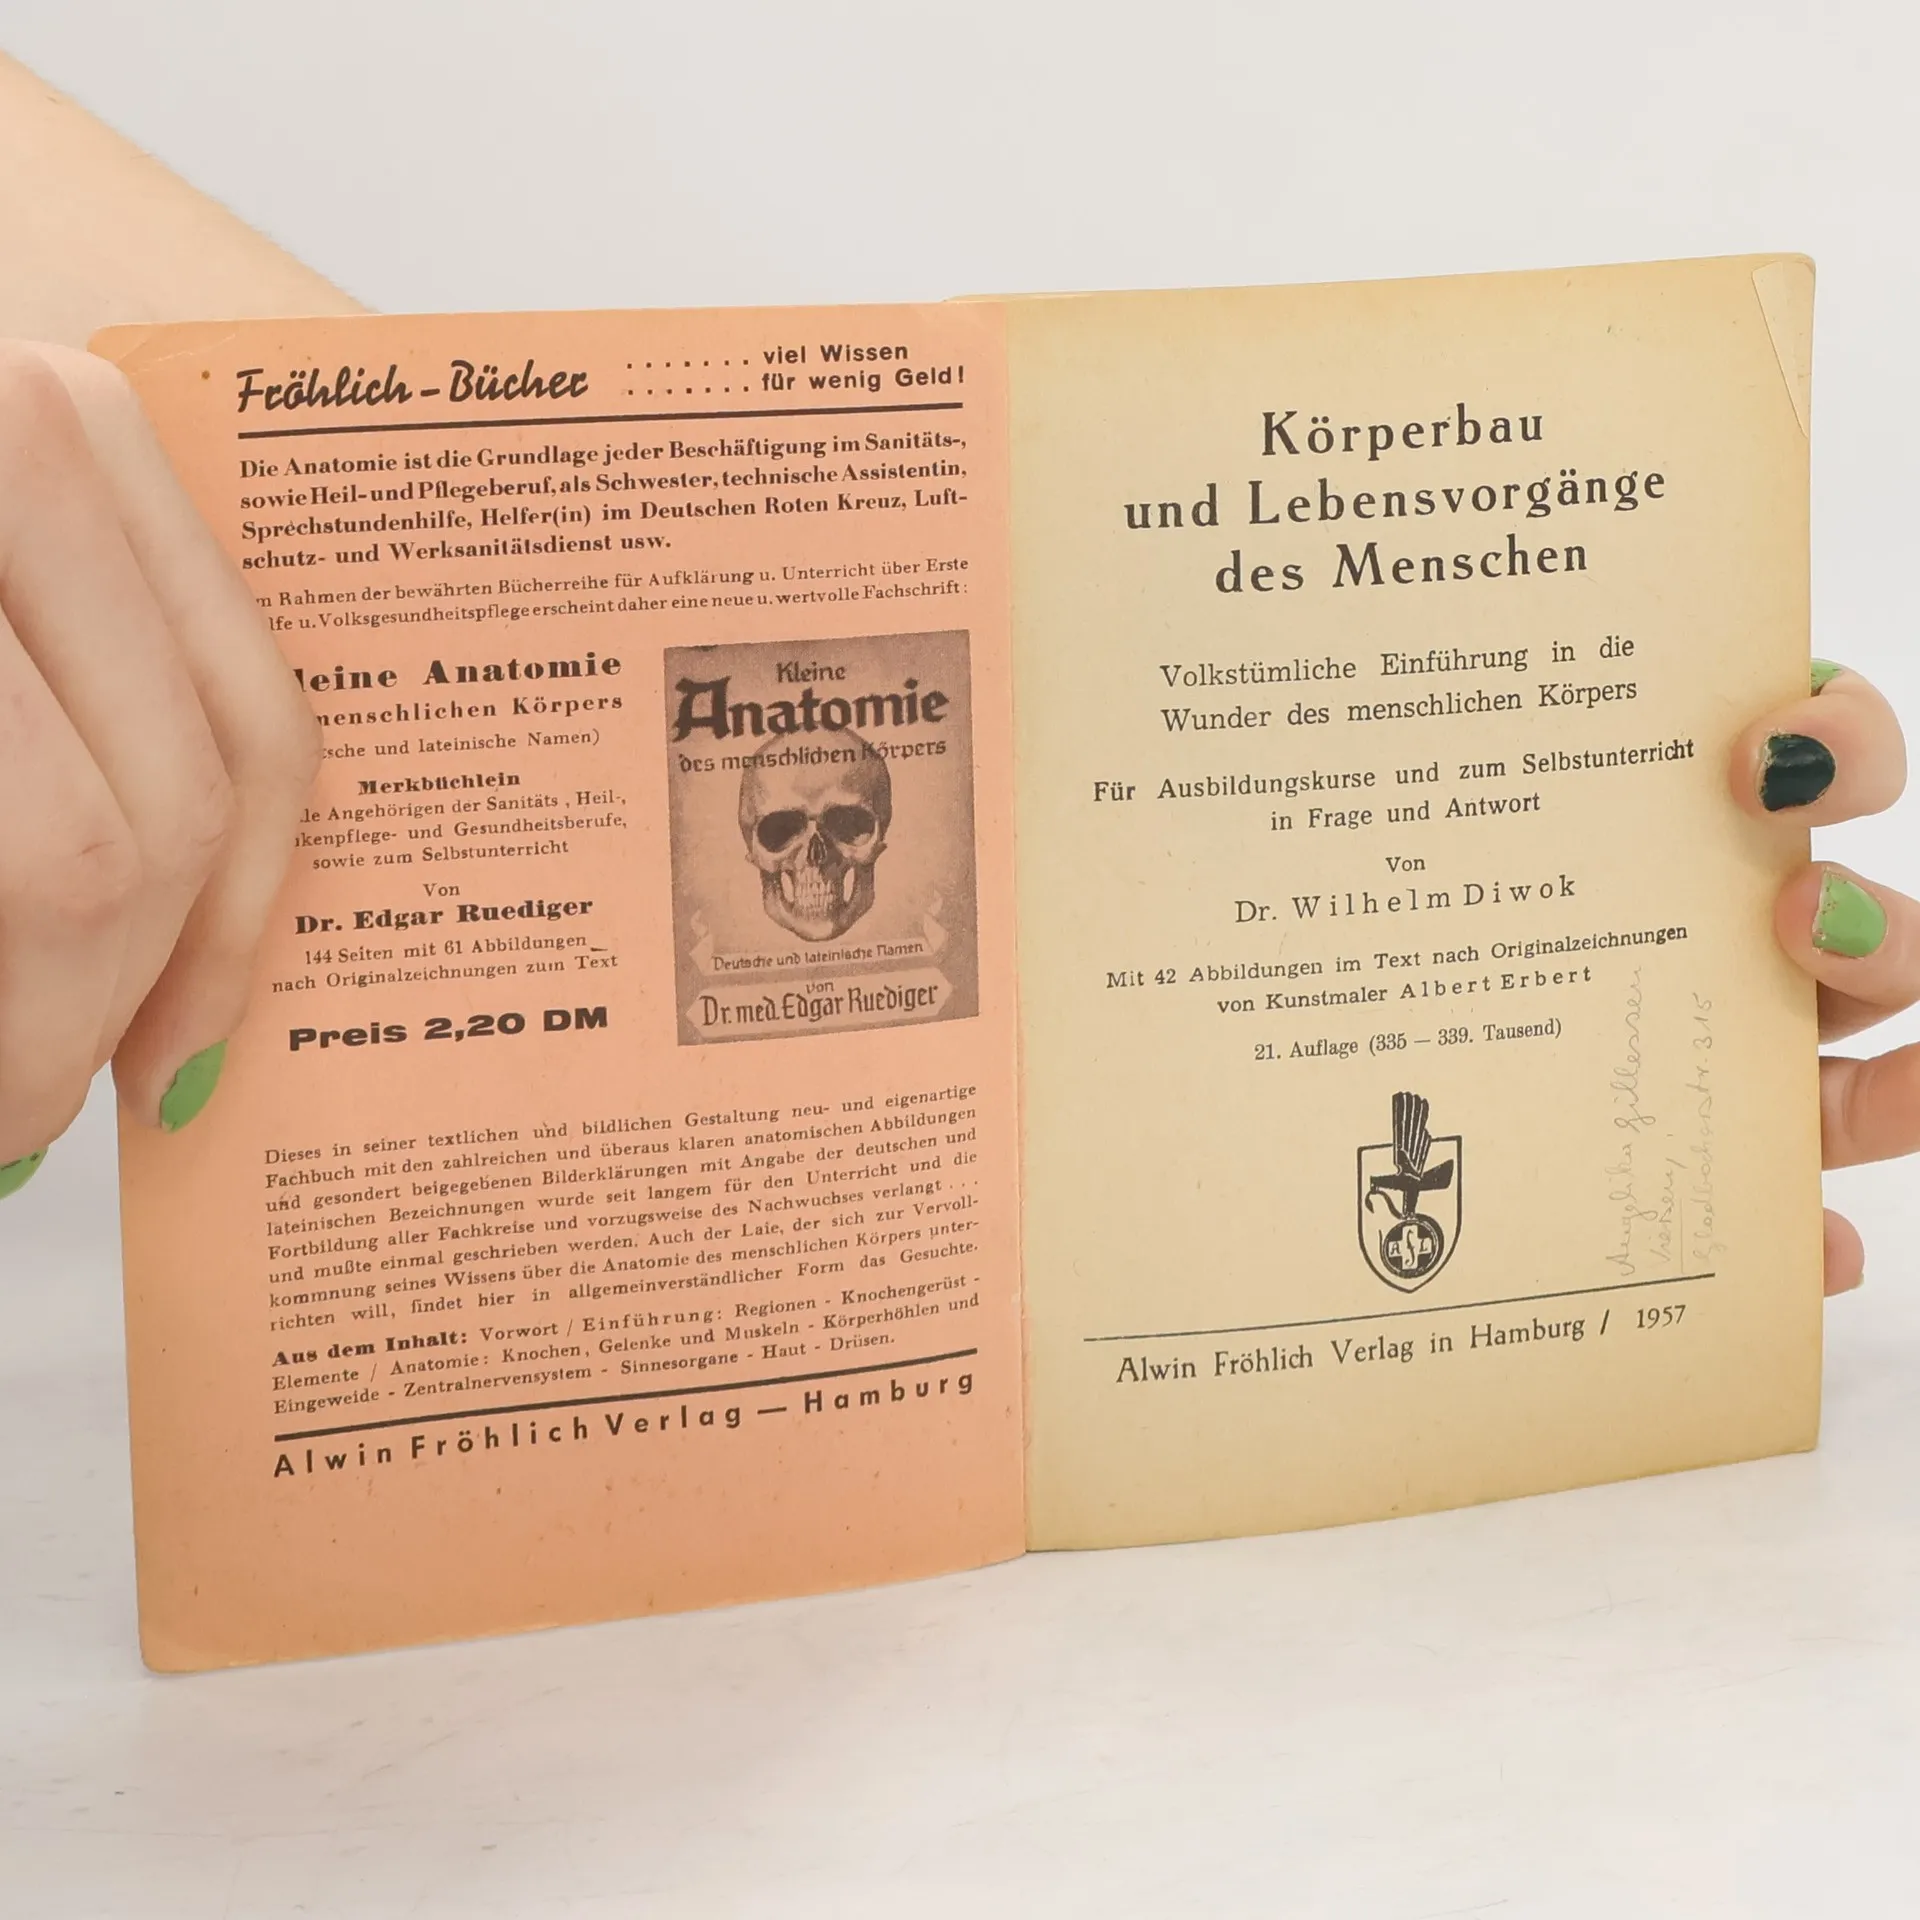 Fröhlich-Bücher
....... viel Wissen
....... für wenig Geld!
Die Anatomie ist die Grundlage jeder Beschäftigung im Sanitäts-,
sowie Heil- und Pflegeberuf, als Schwester, technische Assistentin,
Sprechstundenhilfe, Helfer(in) im Deutschen Roten Kreuz, Luft-
schutz- und Werksanitätsdienst usw.
m Rahmen der bewährten Bücherreihe für Aufklärung u. Unterricht über Erste
lfe u. Volksgesundheitspflege erscheint daher eine neue u. wertvolle Fachschrift:
leine Anatomie
menschlichen Körpers
sche und lateinische Namen)
Merkbüchlein
le Angehörigen der Sanitäts, Heil-,
kenpflege- und Gesundheitsberufe,
sowie zum Selbstunterricht
Von
Dr. Edgar Ruediger
144 Seiten mit 61 Abbildungen
nach Originalzeichnungen zum Text
Preis 2,20 DM
Kleine
Anatomie
des menschlichen Körpers
Deutsche und lateinische Namen
von
Dr. med. Edgar Ruediger
Dieses in seiner textlichen und bildlichen Gestaltung neu- und eigenartige
Fachbuch mit den zahlreichen und überaus klaren anatomischen Abbildungen
und gesondert beigegebenen Bilderklärungen mit Angabe der deutschen und
lateinischen Bezeichnungen wurde seit langem für den Unterricht und die
Fortbildung aller Fachkreise und vorzugsweise des Nachwuchses verlangt . . .
und mußte einmal geschrieben werden. Auch der Laie, der sich zur Vervoll-
kommnung seines Wissens über die Anatomie des menschlichen Körpers unter-
richten will, findet hier in allgemeinverständlicher Form das Gesuchte.
Aus dem Inhalt: Vorwort / Einführung: Regionen - Knochengerüst -
Elemente / Anatomie: Knochen, Gelenke und Muskeln - Körperhöhlen und
Eingeweide - Zentralnervensystem - Sinnesorgane - Haut - Drüsen.
Alwin Fröhlich Verlag — Hamburg
Körperbau
und Lebensvorgänge
des Menschen
Volkstümliche Einführung in die
Wunder des menschlichen Körpers
Für Ausbildungskurse und zum Selbstunterricht
in Frage und Antwort
Von
Dr. Wilhelm Diwok
Mit 42 Abbildungen im Text nach Originalzeichnungen
von Kunstmaler Albert Erbert
21. Auflage (335 — 339. Tausend)
A F L
Angelika
Viersen,
Gladbacherstr. 315
Alwin Fröhlich Verlag in Hamburg / 1957